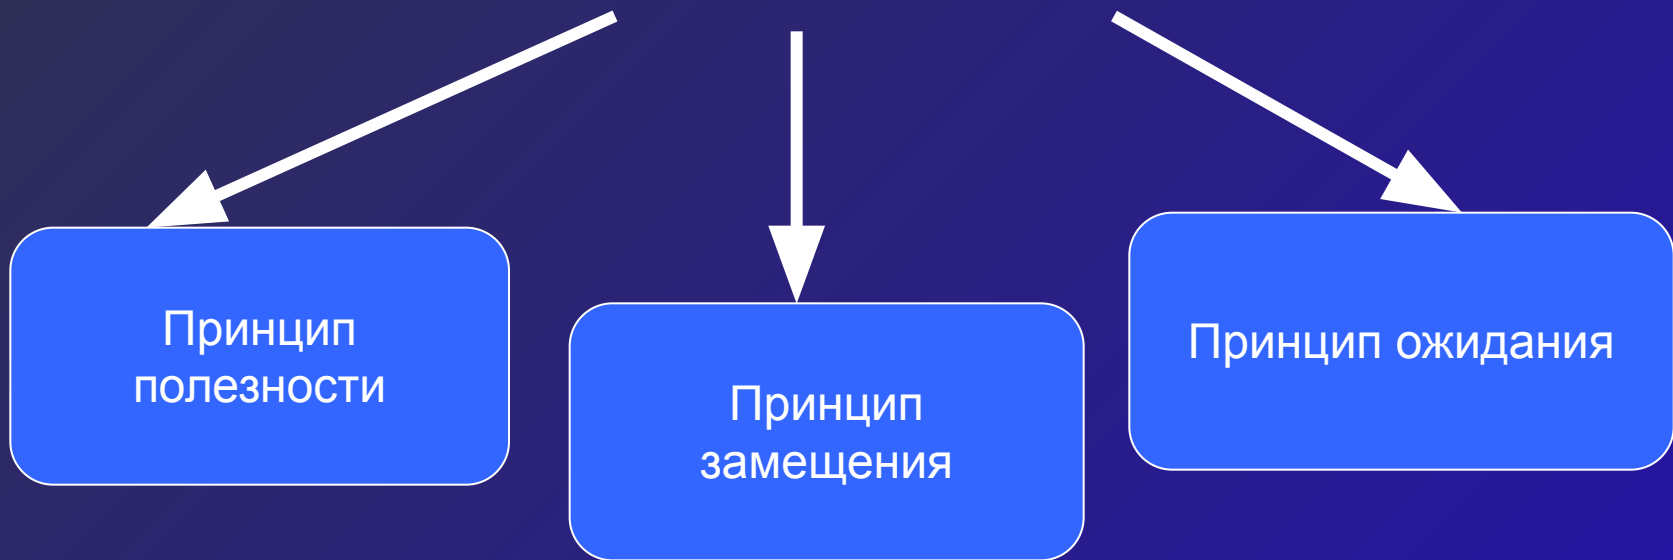 Принцип
полезности
Принцип
замещения
Принцип ожидания